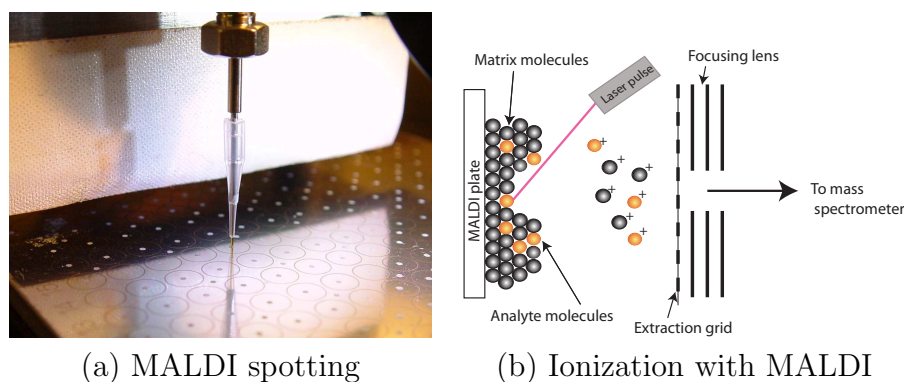 Matrix molecules
Focusing lens
Laser pulse
MALDI plate
To mass
spectrometer
Analyte molecules
Extraction grid
+
+
+
+
+
+
+
(a) MALDI spotting
(b) Ionization with MALDI